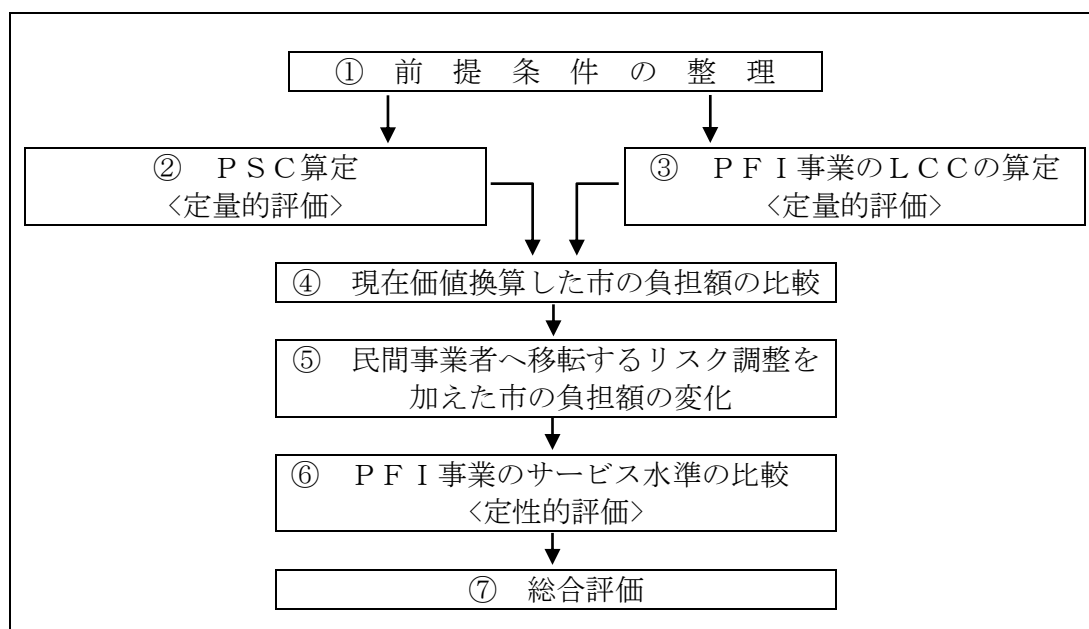 ① 前 提 条 件 の 整 理
② ＰＳＣ算定
<定量的評価>
③ ＰＦＩ事業のＬＣＣの算定
<定量的評価>
④ 現在価値換算した市の負担額の比較
⑤ 民間事業者へ移転するリスク調整を
加えた市の負担額の変化
⑥ ＰＦＩ事業のサービス水準の比較
<定性的評価>
⑦ 総合評価